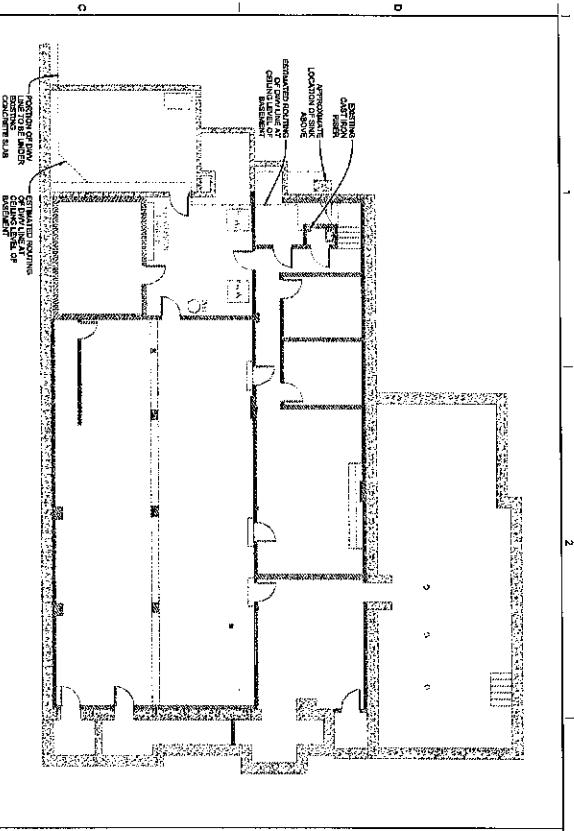 D
C
2
EXISTING
CAST IRON
RISER
APPROXIMATE
LOCATION OF SINK
ABOVE
ESTIMATED ROUTING
OF DWV LINE AT
CEILING LEVEL OF
BASEMENT
PORTION OF DWV
LINE TO BE UNDER
EXISTING
CONCRETE SLAB
ESTIMATED ROUTING
OF DWV LINE AT
CEILING LEVEL OF
BASEMENT